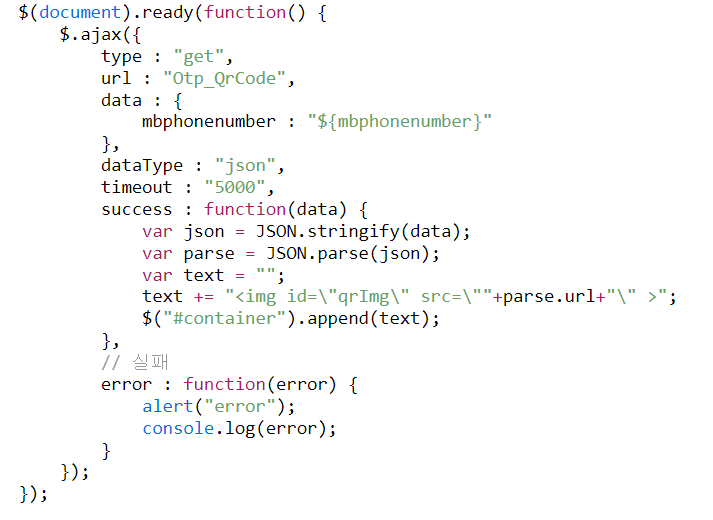 $(document).ready(function() {
    $.ajax({
        type : "get",
        url : "Otp_QrCode",
        data : {
            mbphonenumber : "${mbphonenumber}"
        },
        dataType : "json",
        timeout : "5000",
        success : function(data) {
            var json = JSON.stringify(data);
            var parse = JSON.parse(json);
            var text = "";
            text += "<img id=\"qrImg\" src=\""+parse.url+"\" >";
            $("#container").append(text);
        },
        // 실패
        error : function(error) {
            alert("error");
            console.log(error);
        }
    });
});